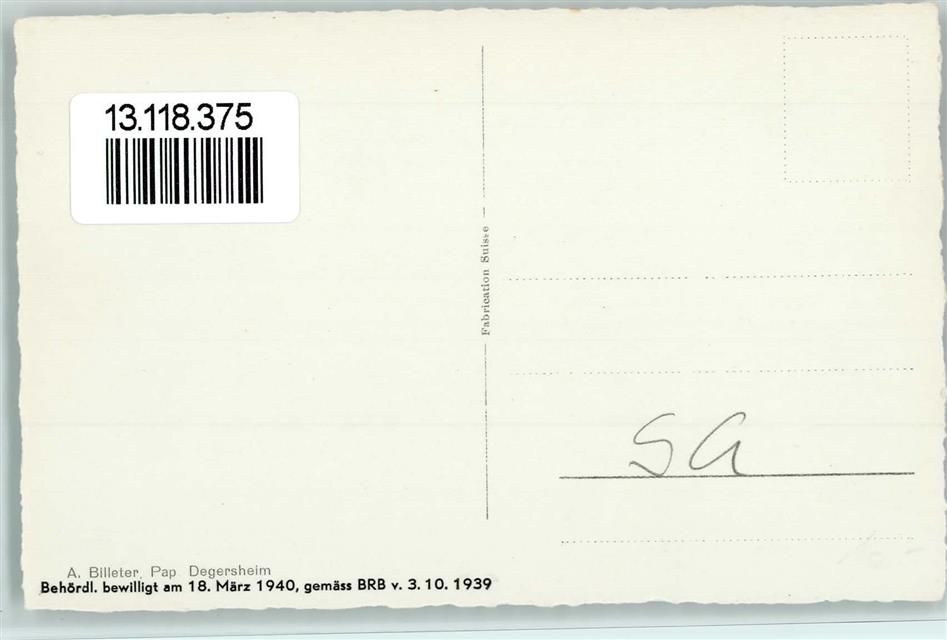 13.118.375
Fabrication Suisse
SG
A. Billeter, Pap. Degersheim
Behördl. bewilligt am 18. März 1940, gemäss BRB v. 3. 10. 1939